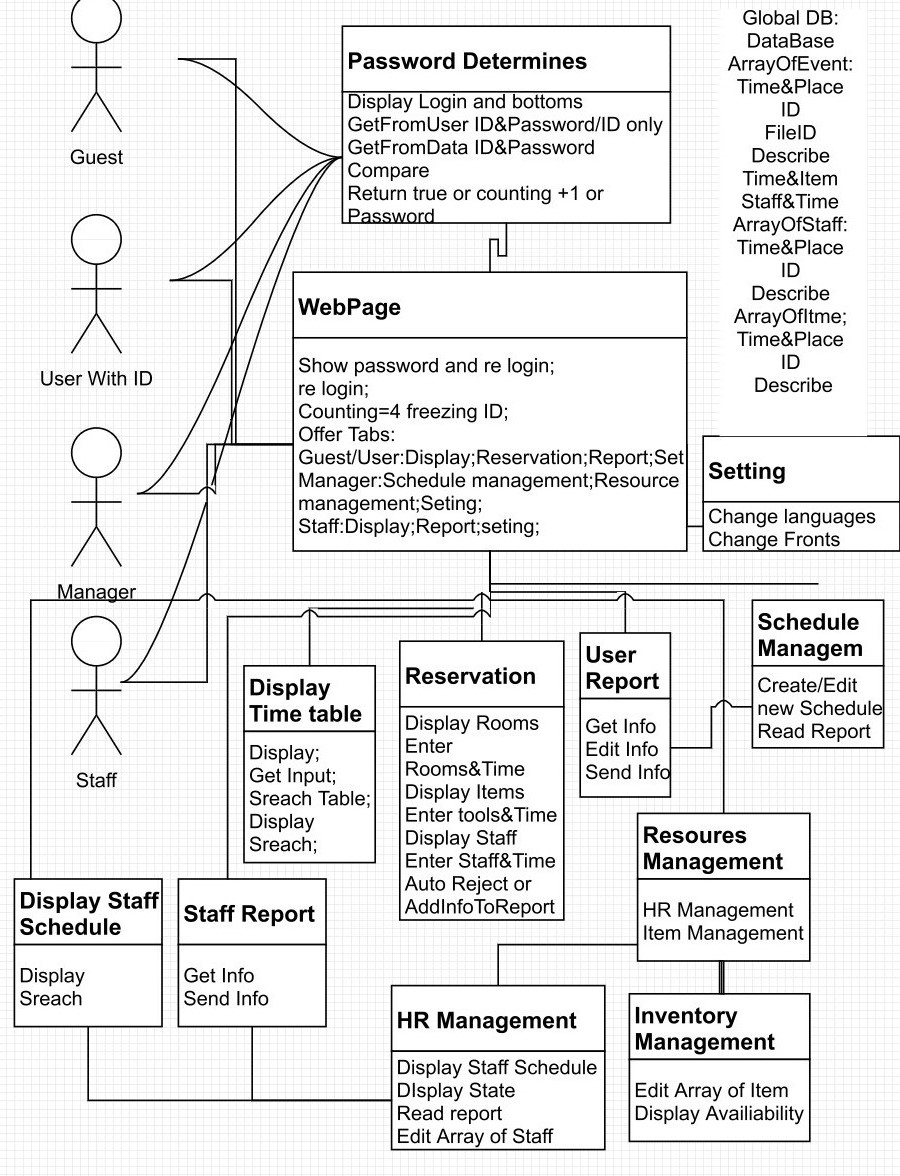 Guest
User With ID
Manager
Staff
Password Determines
Display Login and bottoms
GetFromUser ID&Password/ID only
GetFromData ID&Password
Compare
Return true or counting +1 or
Password
Global DB:
DataBase
ArrayOfEvent:
Time&Place
ID
FileID
Describe
Time&Item
Staff&Time
ArrayOfStaff:
Time&Place
ID
Describe
ArrayOfItme;
Time&Place
ID
Describe
WebPage
Show password and re login;
re login;
Counting=4 freezing ID;
Offer Tabs:
Guest/User:Display;Reservation;Report;Set
Manager:Schedule management;Resource
management;Seting;
Staff:Display;Report;seting;
Setting
Change languages
Change Fronts
Display
Time table
Display;
Get Input;
Sreach Table;
Display
Sreach;
Reservation
Display Rooms
Enter
Rooms&Time
Display Items
Enter tools&Time
Display Staff
Enter Staff&Time
Auto Reject or
AddInfoToReport
User
Report
Get Info
Edit Info
Send Info
Schedule
Managem
Create/Edit
new Schedule
Read Report
Resoures
Management
HR Management
Item Management
Display Staff
Schedule
Display
Sreach
Staff Report
Get Info
Send Info
HR Management
Display Staff Schedule
DIsplay State
Read report
Edit Array of Staff
Inventory
Management
Edit Array of Item
Display Availiability